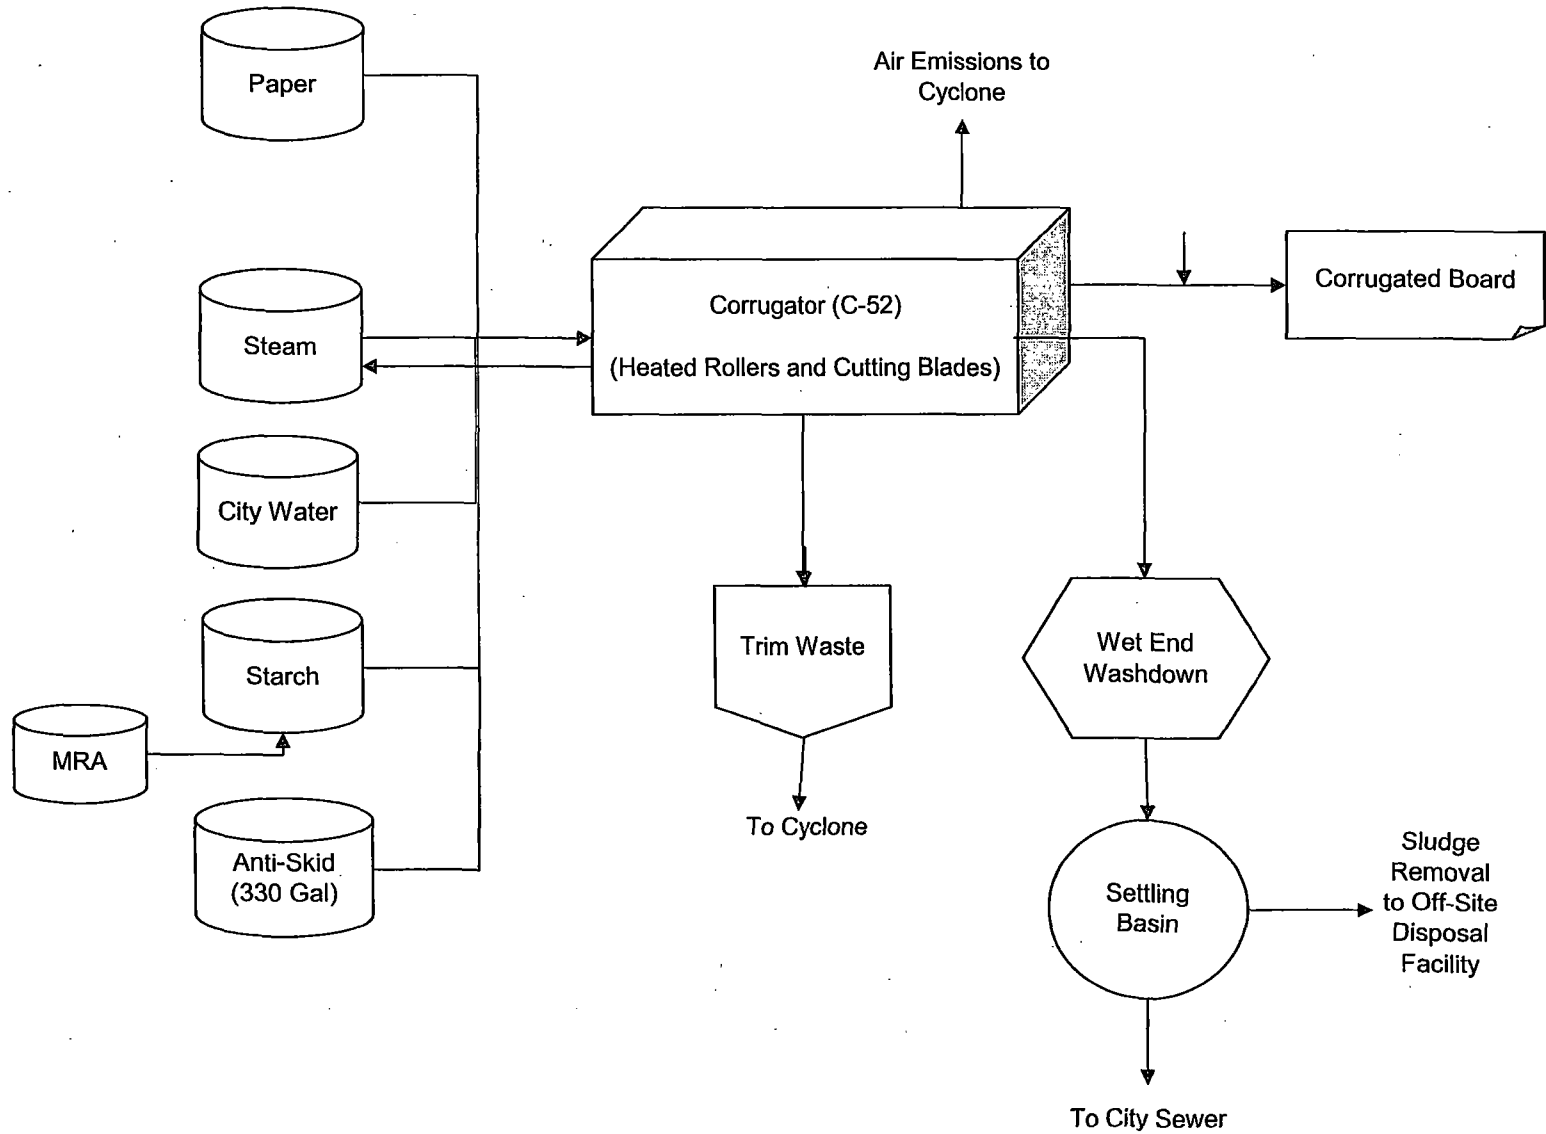 Air Emissions to
Cyclone
Paper
Steam
City Water
Starch
MRA
Anti-Skid
(330 Gal)
Corrugator (C-52)
(Heated Rollers and Cutting Blades)
Corrugated Board
Trim Waste
To Cyclone
Wet End
Washdown
Settling
Basin
Sludge
Removal
to Off-Site
Disposal
Facility
To City Sewer